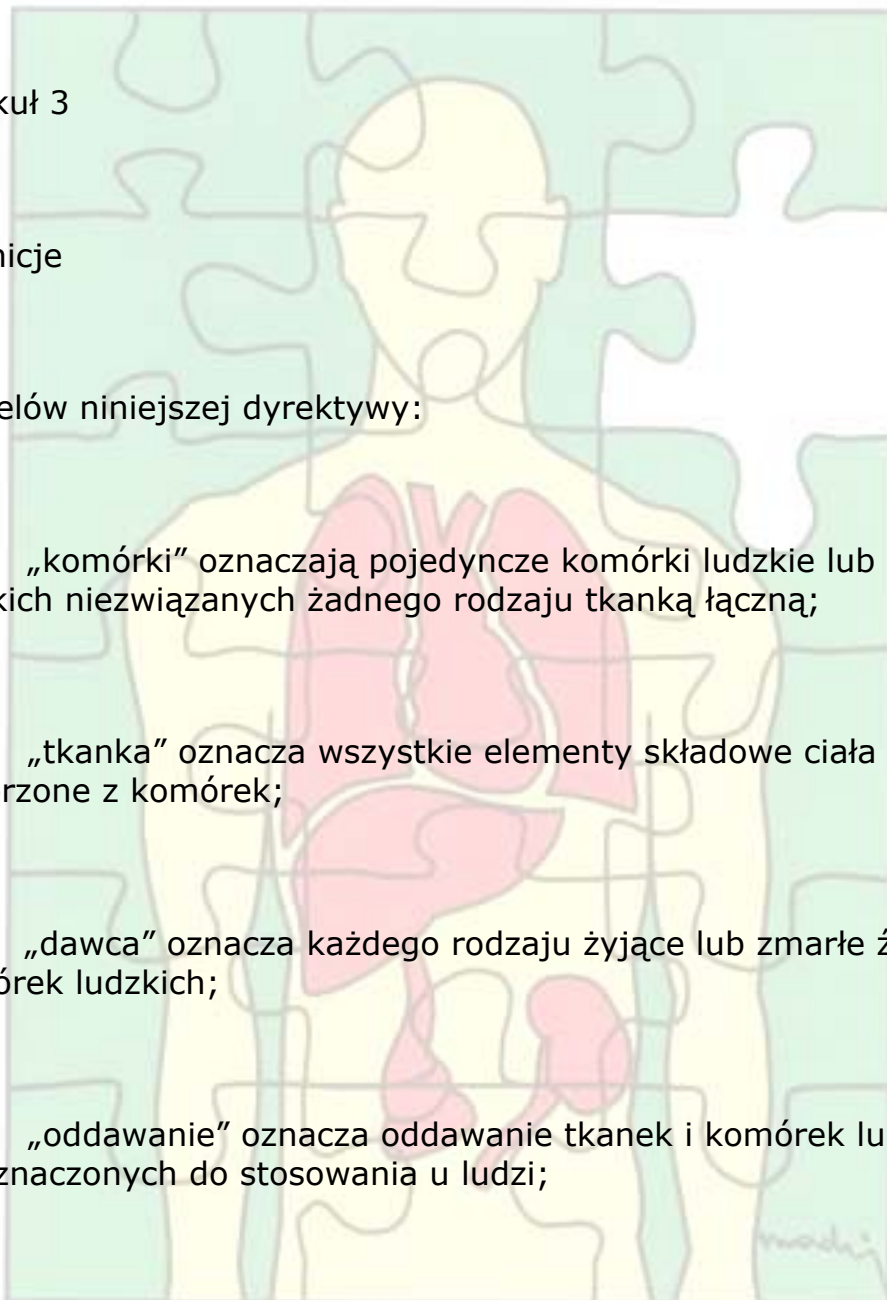 kuł 3
nicje
elów niniejszej dyrektywy:
„komórki” oznaczają pojedyncze komórki ludzkie lub
kich niezwiązanych żadnego rodzaju tkanką łączną;
„tkanka” oznacza wszystkie elementy składowe ciała
rzone z komórek;
„dawca” oznacza każdego rodzaju żyjące lub zmarłe ź
órek ludzkich;
„oddawanie” oznacza oddawanie tkanek i komórek lu
znaczonych do stosowania u ludzi;